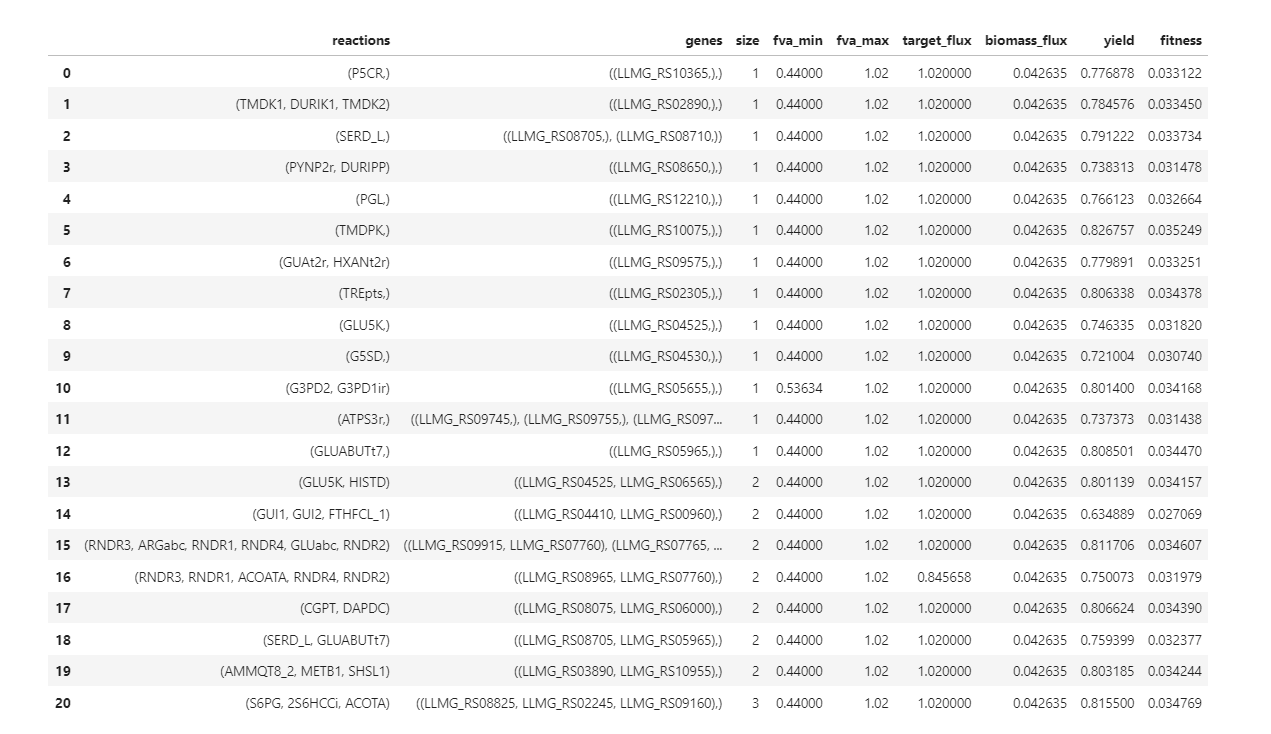 reactions genes size fva_min fva_max target_flux biomass_flux yield fitness
0 (P5CR,) ((LLMG_RS10365,),) 1 0.44000 1.02 1.020000 0.042635 0.776878 0.033122
1 (TMDK1, DURIK1, TMDK2) ((LLMG_RS02890,),) 1 0.44000 1.02 1.020000 0.042635 0.784576 0.033450
2 (SERD_L,) ((LLMG_RS08705,), (LLMG_RS08710,)) 1 0.44000 1.02 1.020000 0.042635 0.791222 0.033734
3 (PYNP2r, DURIPP) ((LLMG_RS08650,),) 1 0.44000 1.02 1.020000 0.042635 0.738313 0.031478
4 (PGL,) ((LLMG_RS12210,),) 1 0.44000 1.02 1.020000 0.042635 0.766123 0.032664
5 (TMDPK,) ((LLMG_RS10075,),) 1 0.44000 1.02 1.020000 0.042635 0.826757 0.035249
6 (GUAt2r, HXANt2r) ((LLMG_RS09575,),) 1 0.44000 1.02 1.020000 0.042635 0.779891 0.033251
7 (TREpts,) ((LLMG_RS02305,),) 1 0.44000 1.02 1.020000 0.042635 0.806338 0.034378
8 (GLU5K,) ((LLMG_RS04525,),) 1 0.44000 1.02 1.020000 0.042635 0.746335 0.031820
9 (G5SD,) ((LLMG_RS04530,),) 1 0.44000 1.02 1.020000 0.042635 0.721004 0.030740
10 (G3PD2, G3PD1ir) ((LLMG_RS05655,),) 1 0.53634 1.02 1.020000 0.042635 0.801400 0.034168
11 (ATPS3r,) ((LLMG_RS09745,), (LLMG_RS09755,), (LLMG_RS097... 1 0.44000 1.02 1.020000 0.042635 0.737373 0.031438
12 (GLUABUTt7,) ((LLMG_RS05965,),) 1 0.44000 1.02 1.020000 0.042635 0.808501 0.034470
13 (GLU5K, HISTD) ((LLMG_RS04525, LLMG_RS06565),) 2 0.44000 1.02 1.020000 0.042635 0.801139 0.034157
14 (GUI1, GUI2, FTHFCL_1) ((LLMG_RS04410, LLMG_RS00960),) 2 0.44000 1.02 1.020000 0.042635 0.634889 0.027069
15 (RNDR3, ARGabc, RNDR1, RNDR4, GLUabc, RNDR2) ((LLMG_RS09915, LLMG_RS07760), (LLMG_RS07765, ... 2 0.44000 1.02 1.020000 0.042635 0.811706 0.034607
16 (RNDR3, RNDR1, ACOATA, RNDR4, RNDR2) ((LLMG_RS08965, LLMG_RS07760),) 2 0.44000 1.02 0.845658 0.042635 0.750073 0.031979
17 (CGPT, DAPDC) ((LLMG_RS08075, LLMG_RS06000),) 2 0.44000 1.02 1.020000 0.042635 0.806624 0.034390
18 (SERD_L, GLUABUTt7) ((LLMG_RS08705, LLMG_RS05965),) 2 0.44000 1.02 1.020000 0.042635 0.759399 0.032377
19 (AMMQT8_2, METB1, SHSL1) ((LLMG_RS03890, LLMG_RS10955),) 2 0.44000 1.02 1.020000 0.042635 0.803185 0.034244
20 (S6PG, 2S6HCCi, ACOTA) ((LLMG_RS08825, LLMG_RS02245, LLMG_RS09160),) 3 0.44000 1.02 1.020000 0.042635 0.815500 0.034769